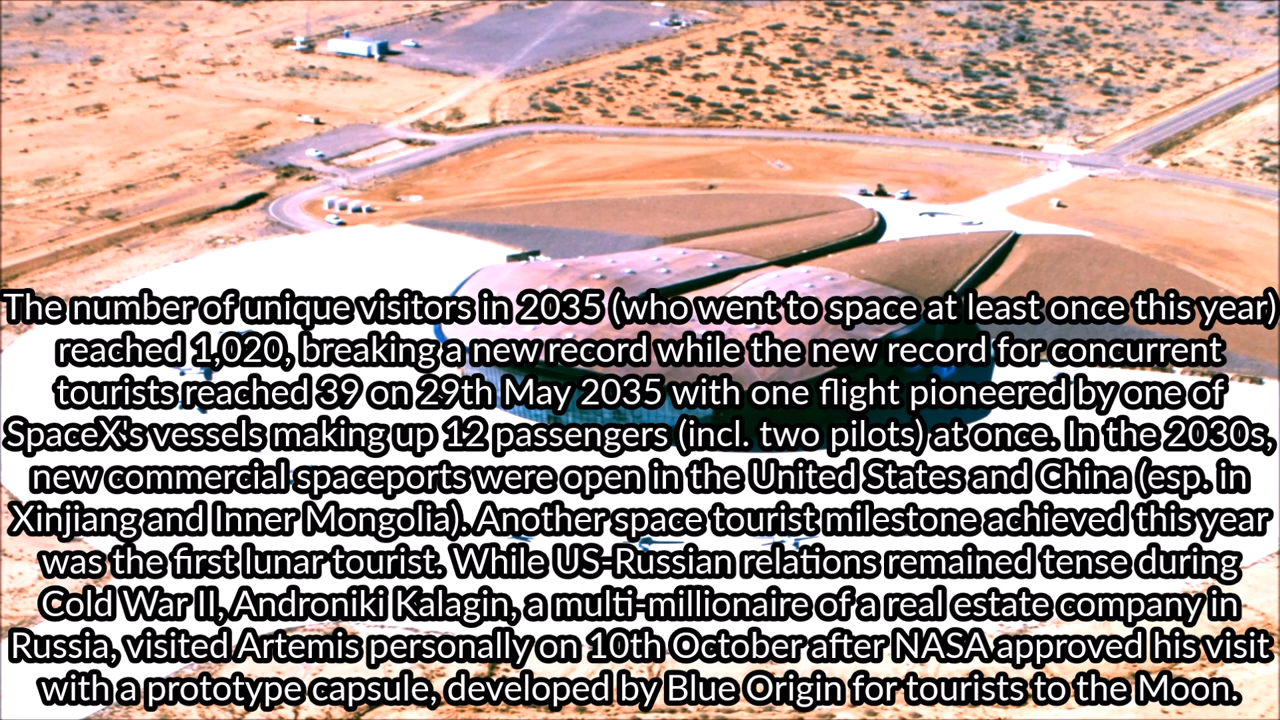 The number of unique visitors in 2035 (who went to space at least once this year)
reached 1,020, breaking a new record while the new record for concurrent
tourists reached 39 on 29th May 2035 with one flight pioneered by one of
SpaceX's vessels making up 12 passengers (incl. two pilots) at once. In the 2030s,
new commercial spaceports were open in the United States and China (esp. in
Xinjiang and Inner Mongolia). Another space tourist milestone achieved this year
was the first lunar tourist. While US-Russian relations remained tense during
Cold War II, Androniki Kalagin, a multi-millionaire of a real estate company in
Russia, visited Artemis personally on 10th October after NASA approved his visit
with a prototype capsule, developed by Blue Origin for tourists to the Moon.